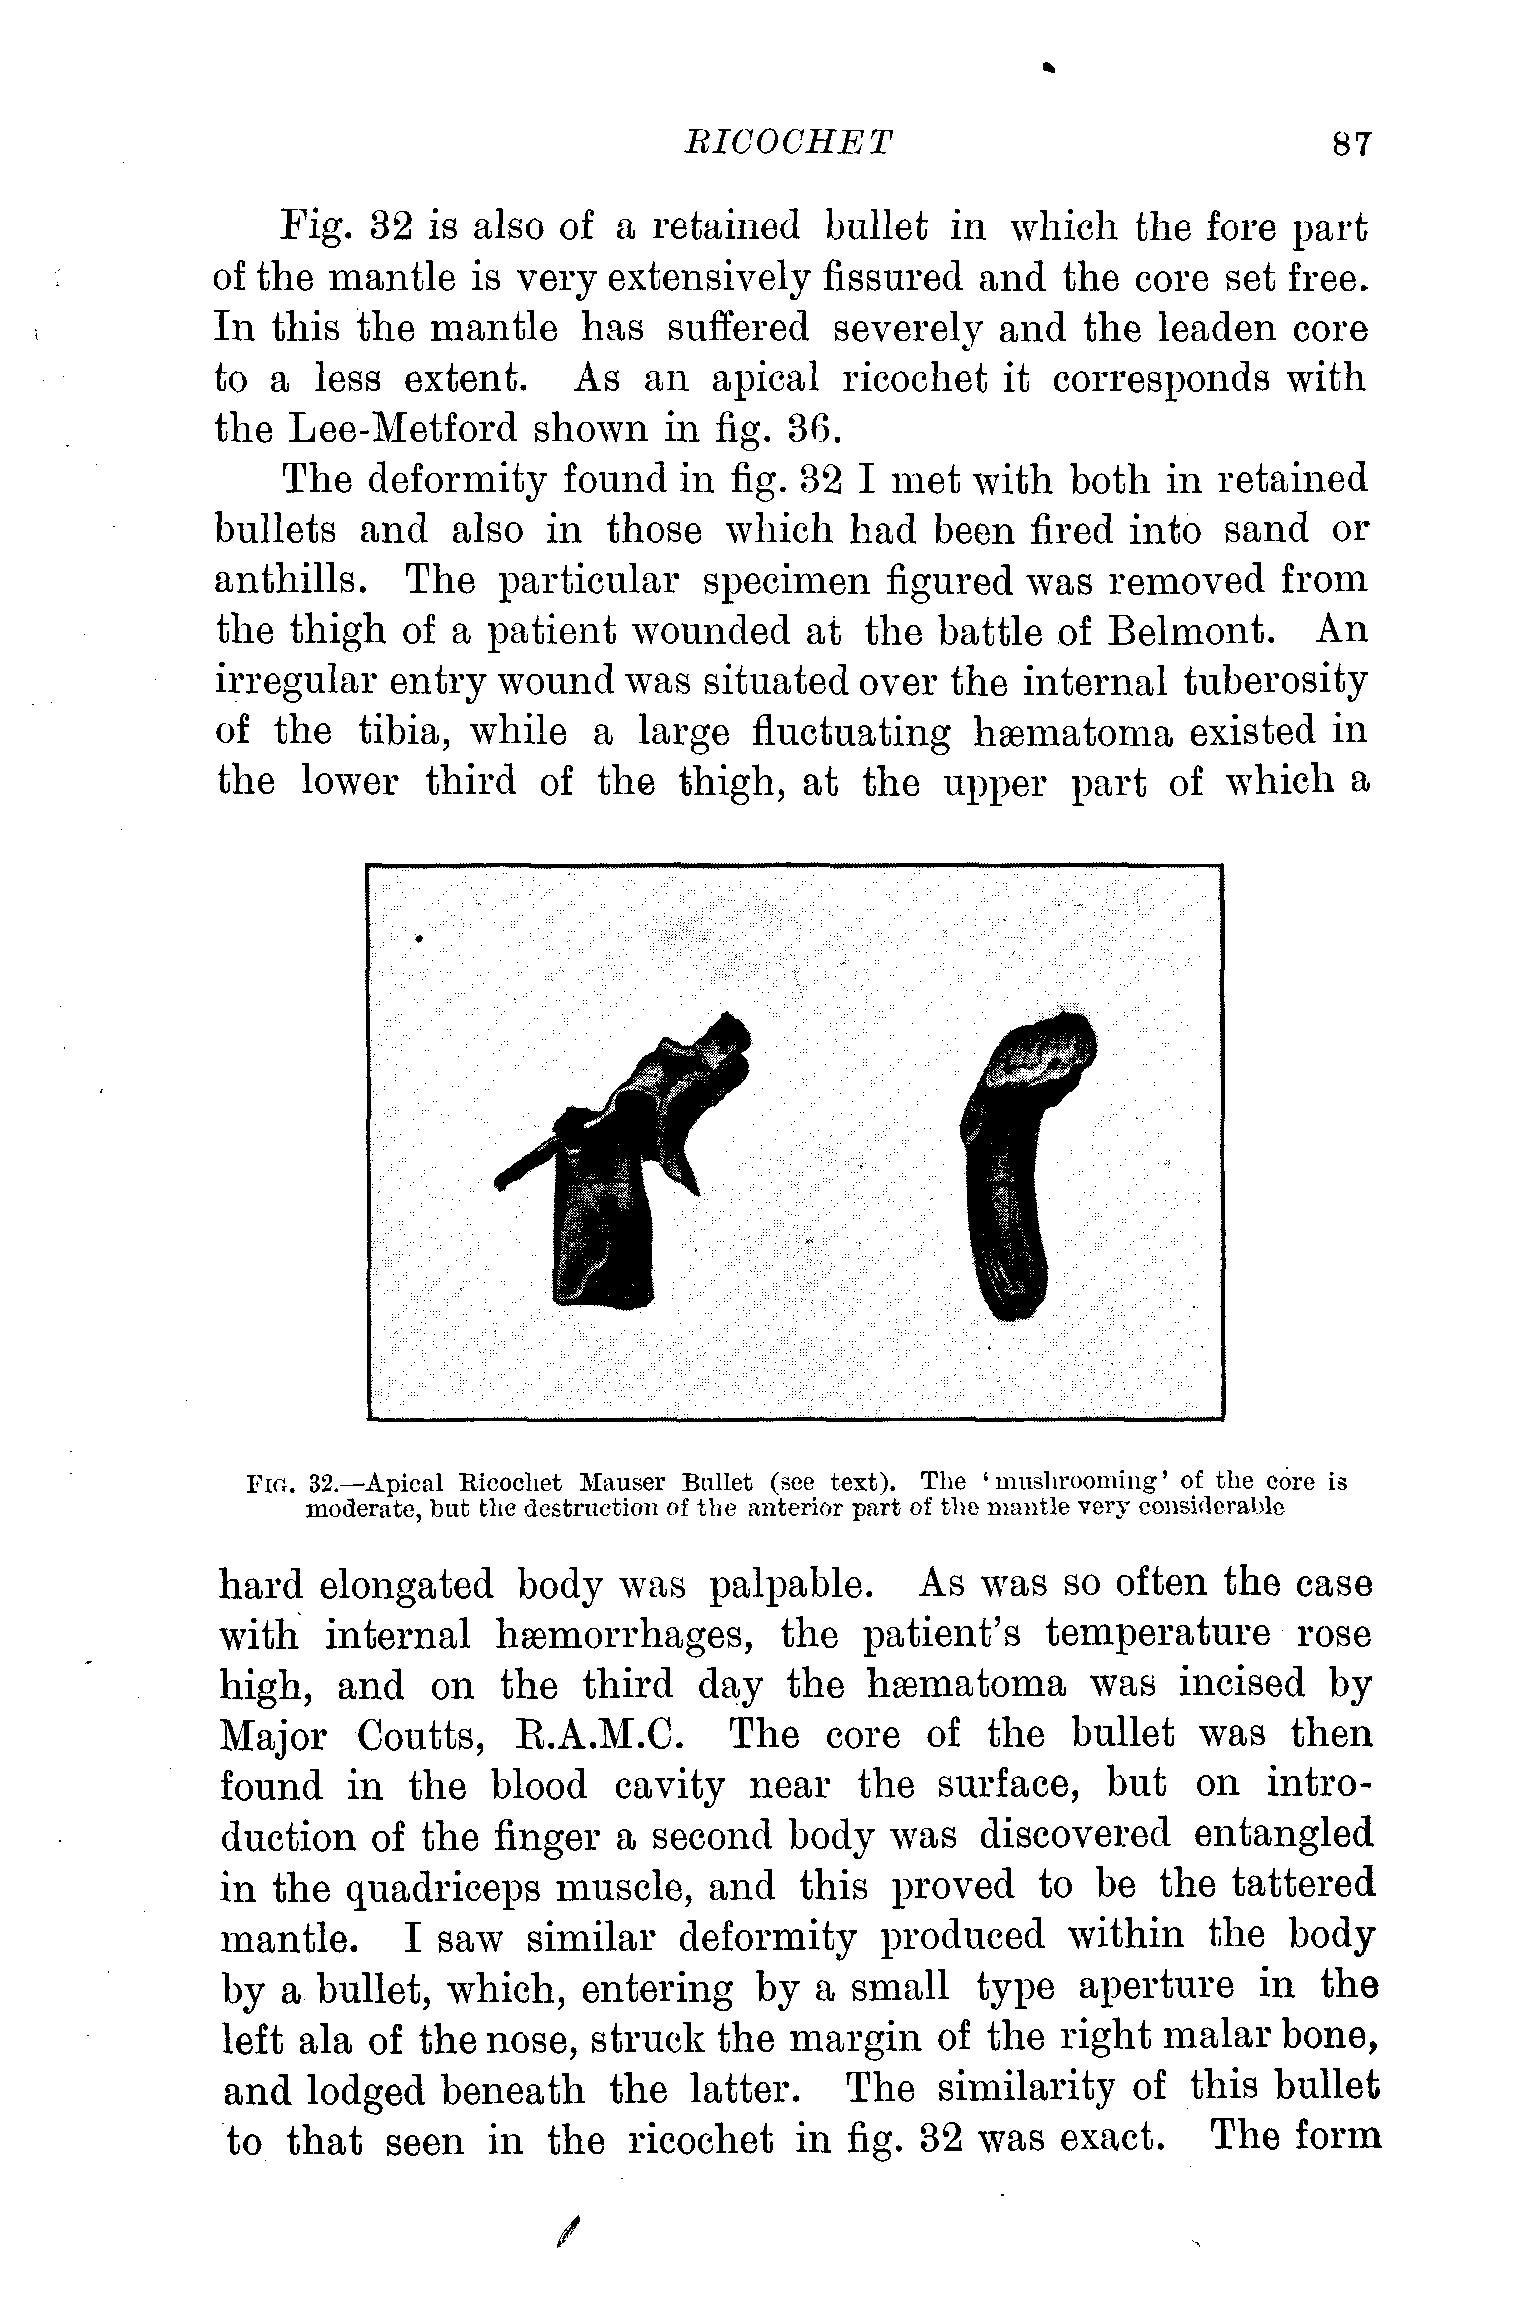 RICOCHET 87
Fig. 32 is also of a retained bullet in which the fore part
of the mantle is very extensively fissured and the core set free.
In this the mantle has suffered severely and the leaden core
to a less extent. As an apical ricochet it corresponds with
the Lee-Metford shown in fig. 36.
The deformity found in fig. 32 I met with both in retained
bullets and also in those which had been fired into sand or
anthills. The particular specimen figured was removed from
the thigh of a patient wounded at the battle of Belmont. An
irregular entry wound was situated over the internal tuberosity
of the tibia, while a large fluctuating hæmatoma existed in
the lower third of the thigh, at the upper part of which a
FIG. 32.—Apical Ricochet Mauser Bullet (see text). The ‘mushrooming’ of the core is
moderate, but the destruction of the anterior part of the mantle very considerable
hard elongated body was palpable. As was so often the case
with internal hæmorrhages, the patient’s temperature rose
high, and on the third day the hæmatoma was incised by
Major Coutts, R.A.M.C. The core of the bullet was then
found in the blood cavity near the surface, but on intro-
duction of the finger a second body was discovered entangled
in the quadriceps muscle, and this proved to be the tattered
mantle. I saw similar deformity produced within the body
by a bullet, which, entering by a small type aperture in the
left ala of the nose, struck the margin of the right malar bone,
and lodged beneath the latter. The similarity of this bullet
to that seen in the ricochet in fig. 32 was exact. The form